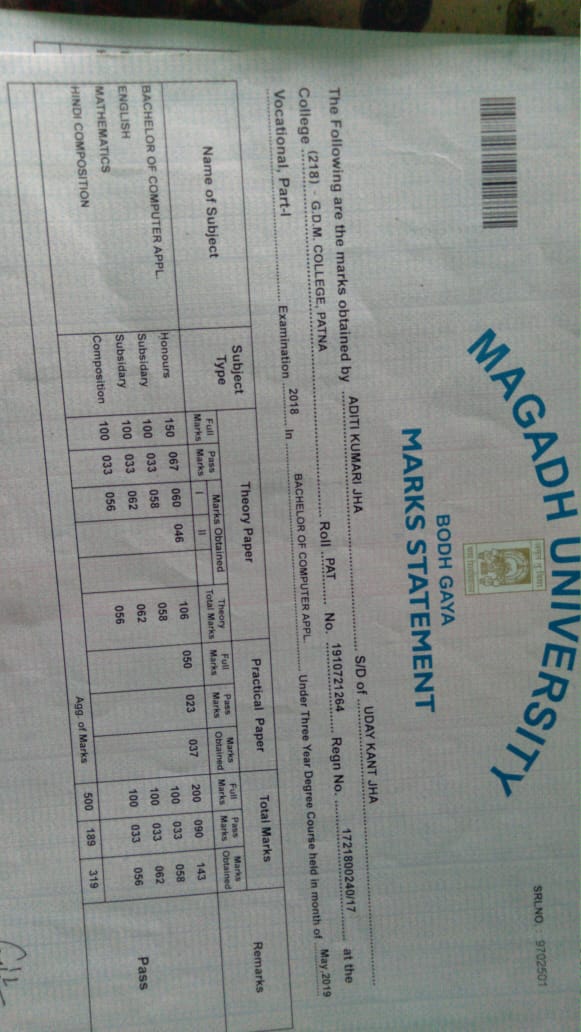 SRLNO. 9702501
MAGADH UNIVERSITY
BODH GAYA
MARKS STATEMENT
The Following are the marks obtained by ADITI KUMARI JHA S/D of UDAY KANT JHA
College (218) - G.D.M. COLLEGE, PATNA Roll PAT No. 1910721264 Regn No. 1721800240/17 at the
Vocational, Part-I Examination 2018 In BACHELOR OF COMPUTER APPL. Under Three Year Degree Course held in month of May,2019
Name of Subject Subject Type Theory Paper Practical Paper Total Marks Remarks
Full Marks Pass Marks Marks Obtained I II Theory Total Marks Full Marks Pass Marks Marks Obtained Full Marks Pass Marks Marks Obtained
BACHELOR OF COMPUTER APPL. Honours 150 067 060 046 106 050 023 037 200 090 143
ENGLISH Subsidary 100 033 058 058 100 033 058
MATHEMATICS Subsidary 100 033 062 062 100 033 062
HINDI COMPOSITION Composition 100 033 056 056 100 033 056
Pass
Agg. of Marks 500 189 319